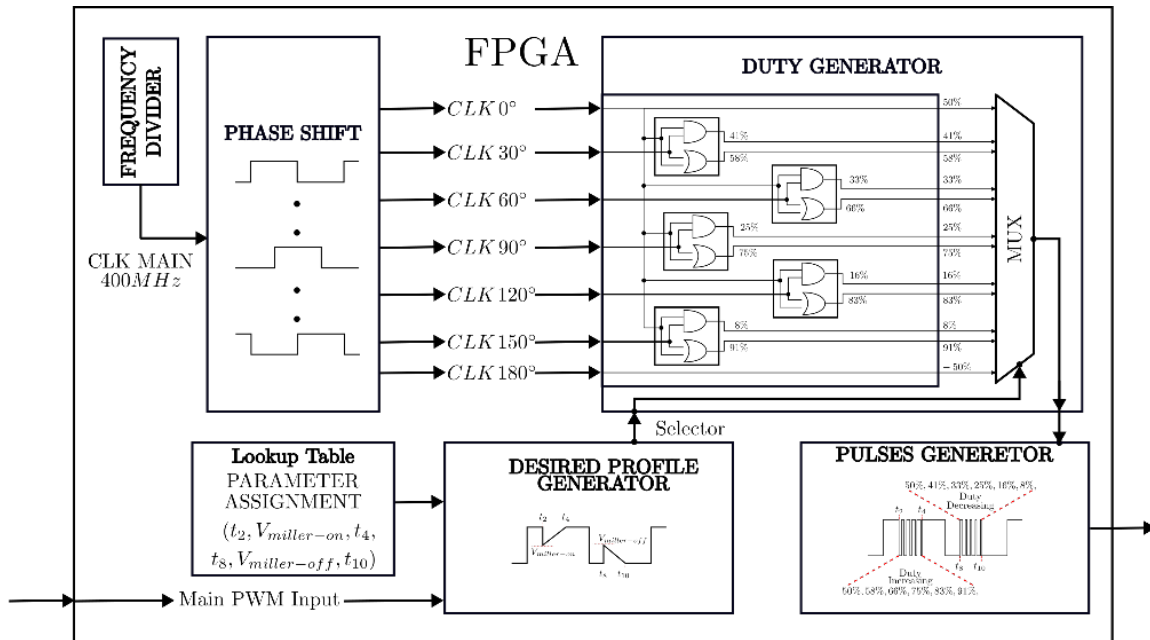 FPGA
FREQUENCY
DIVIDER
CLK MAIN
400MHz
PHASE SHIFT
CLK 0°
CLK 30°
CLK 60°
CLK 90°
CLK 120°
CLK 150°
CLK 180°
DUTY GENERATOR
41%
58%
33%
66%
25%
75%
16%
83%
8%
91%
50%
41%
58%
33%
66%
25%
75%
16%
83%
8%
91%
- 50%
MUX
Selector
Lookup Table
PARAMETER
ASSIGNMENT
(t2, Vmiller-on, t4,
t8, Vmiller-off, t10)
Main PWM Input
DESIRED PROFILE
GENERATOR
t2 t4
Vmiller-on
Vmiller-off
t8 t10
PULSES GENERETOR
50%, 41%, 33%, 25%, 16%, 8%,
Duty
Decreasing
t2 t4
t8 t10
Duty
Increasing
50%, 58%, 66%, 75%, 83%, 91%.